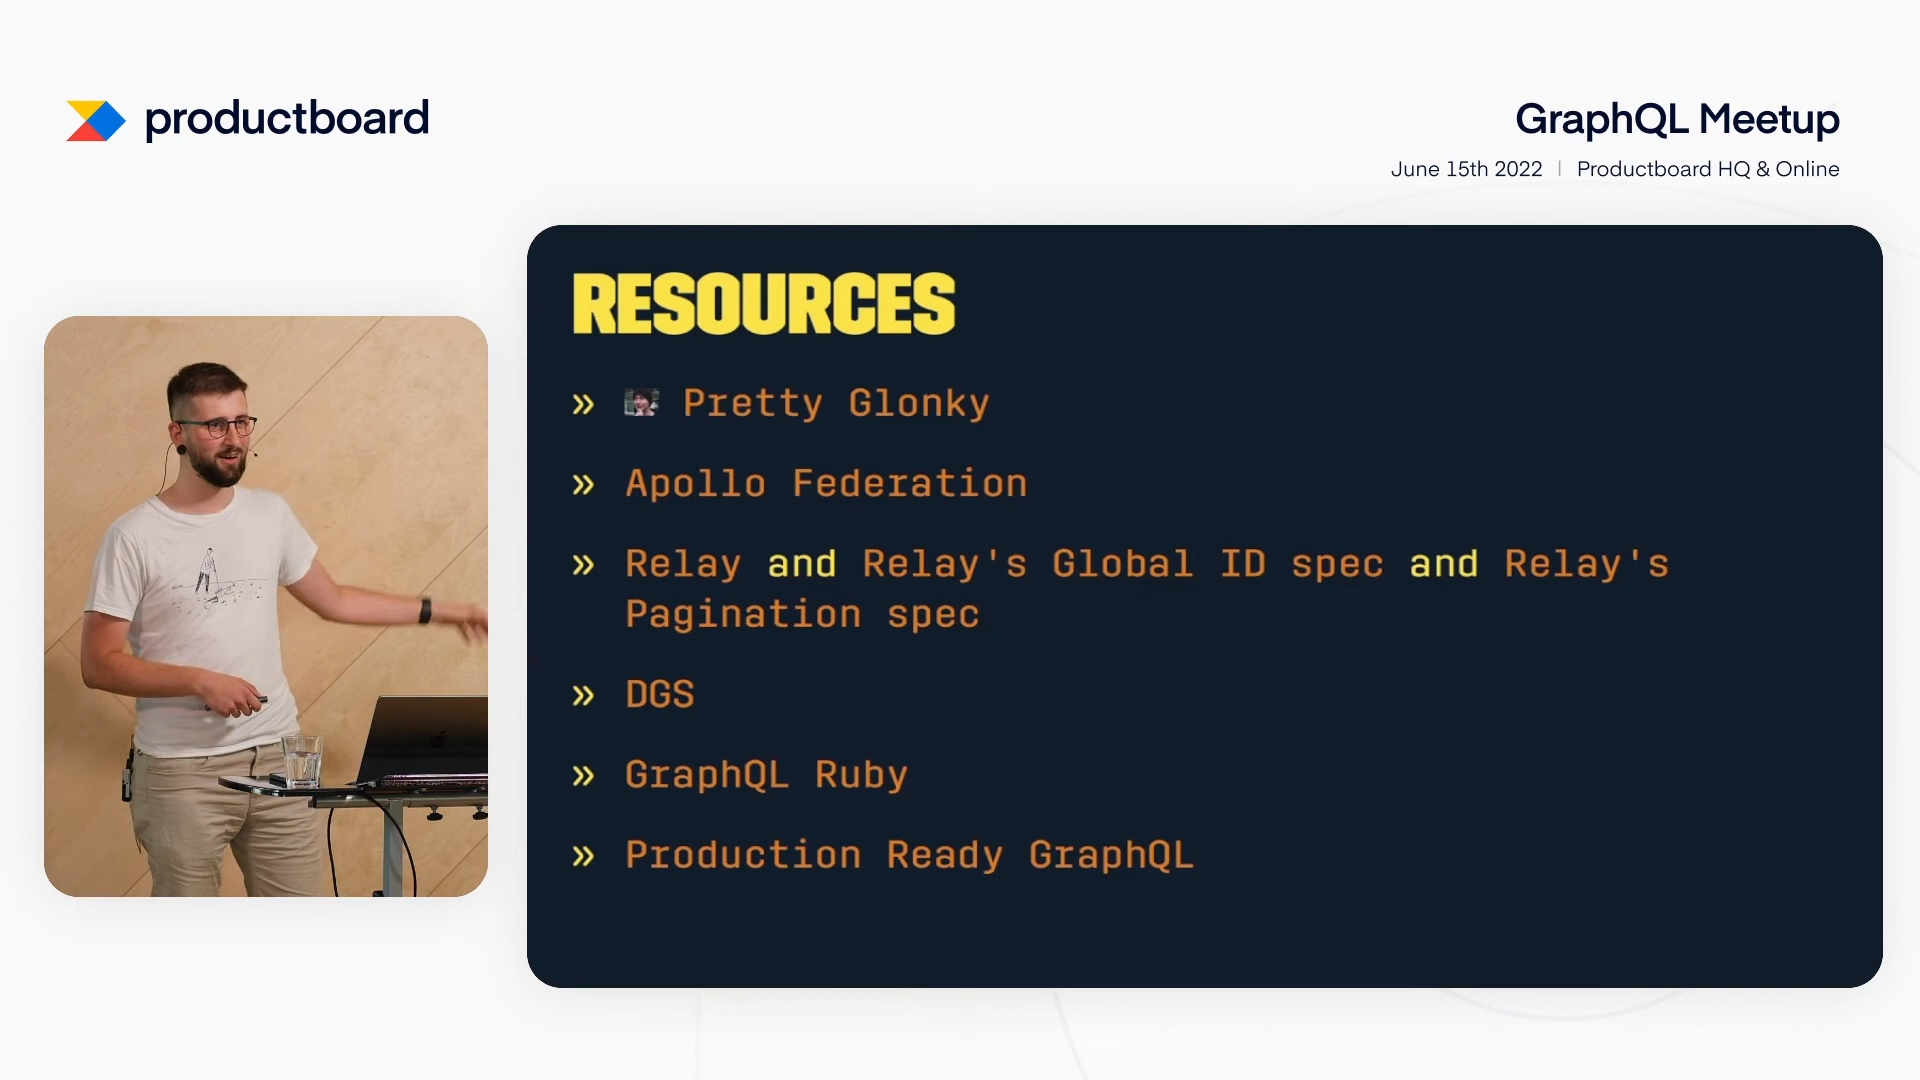 productboard
GraphQL Meetup
June 15th 2022 | Productboard HQ & Online
RESOURCES
» Pretty Glonky
» Apollo Federation
» Relay and Relay's Global ID spec and Relay's
Pagination spec
» DGS
» GraphQL Ruby
» Production Ready GraphQL